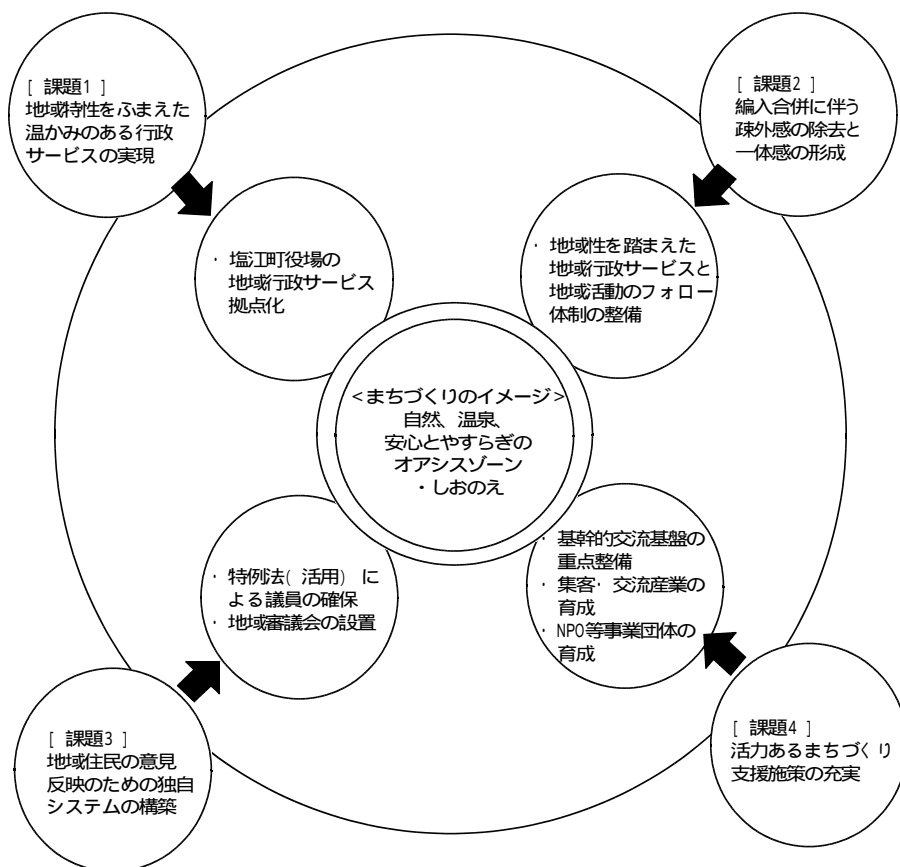 [ 課題1 ]
地域特性をふまえた
温かみのある行政
サービスの実現
[ 課題2 ]
編入合併に伴う
疎外感の除去と
一体感の形成
・ 塩江町役場の
地域行政サービス
拠点化
・ 地域性を踏まえた
地域行政サービスと
地域活動のフォロー
体制の整備
<まちづくりのイメージ>
自然、温泉、
安心とやすらぎの
オアシスゾーン
・しおのえ
・ 特例法( 活用) に
よる議員の確保
・ 地域審議会の設置
・ 基幹的交流基盤の
重点整備
・ 集客・ 交流産業の
育成
・ NPO等事業団体の
育成
[ 課題3 ]
地域住民の意見
反映のための独自
システムの構築
[ 課題4 ]
活力あるまちづくり
支援施策の充実